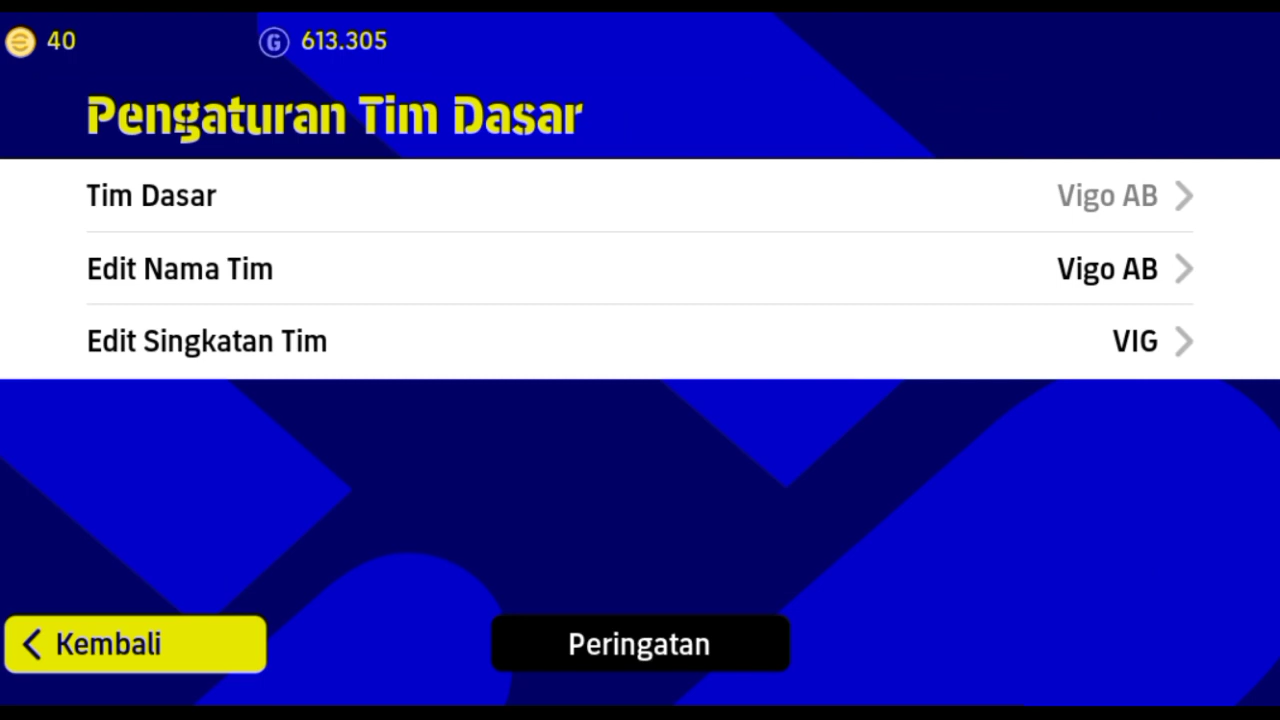 40
G 613.305
Pengaturan Tim Dasar
Tim Dasar Vigo AB
Edit Nama Tim Vigo AB
Edit Singkatan Tim VIG
Kembali
Peringatan